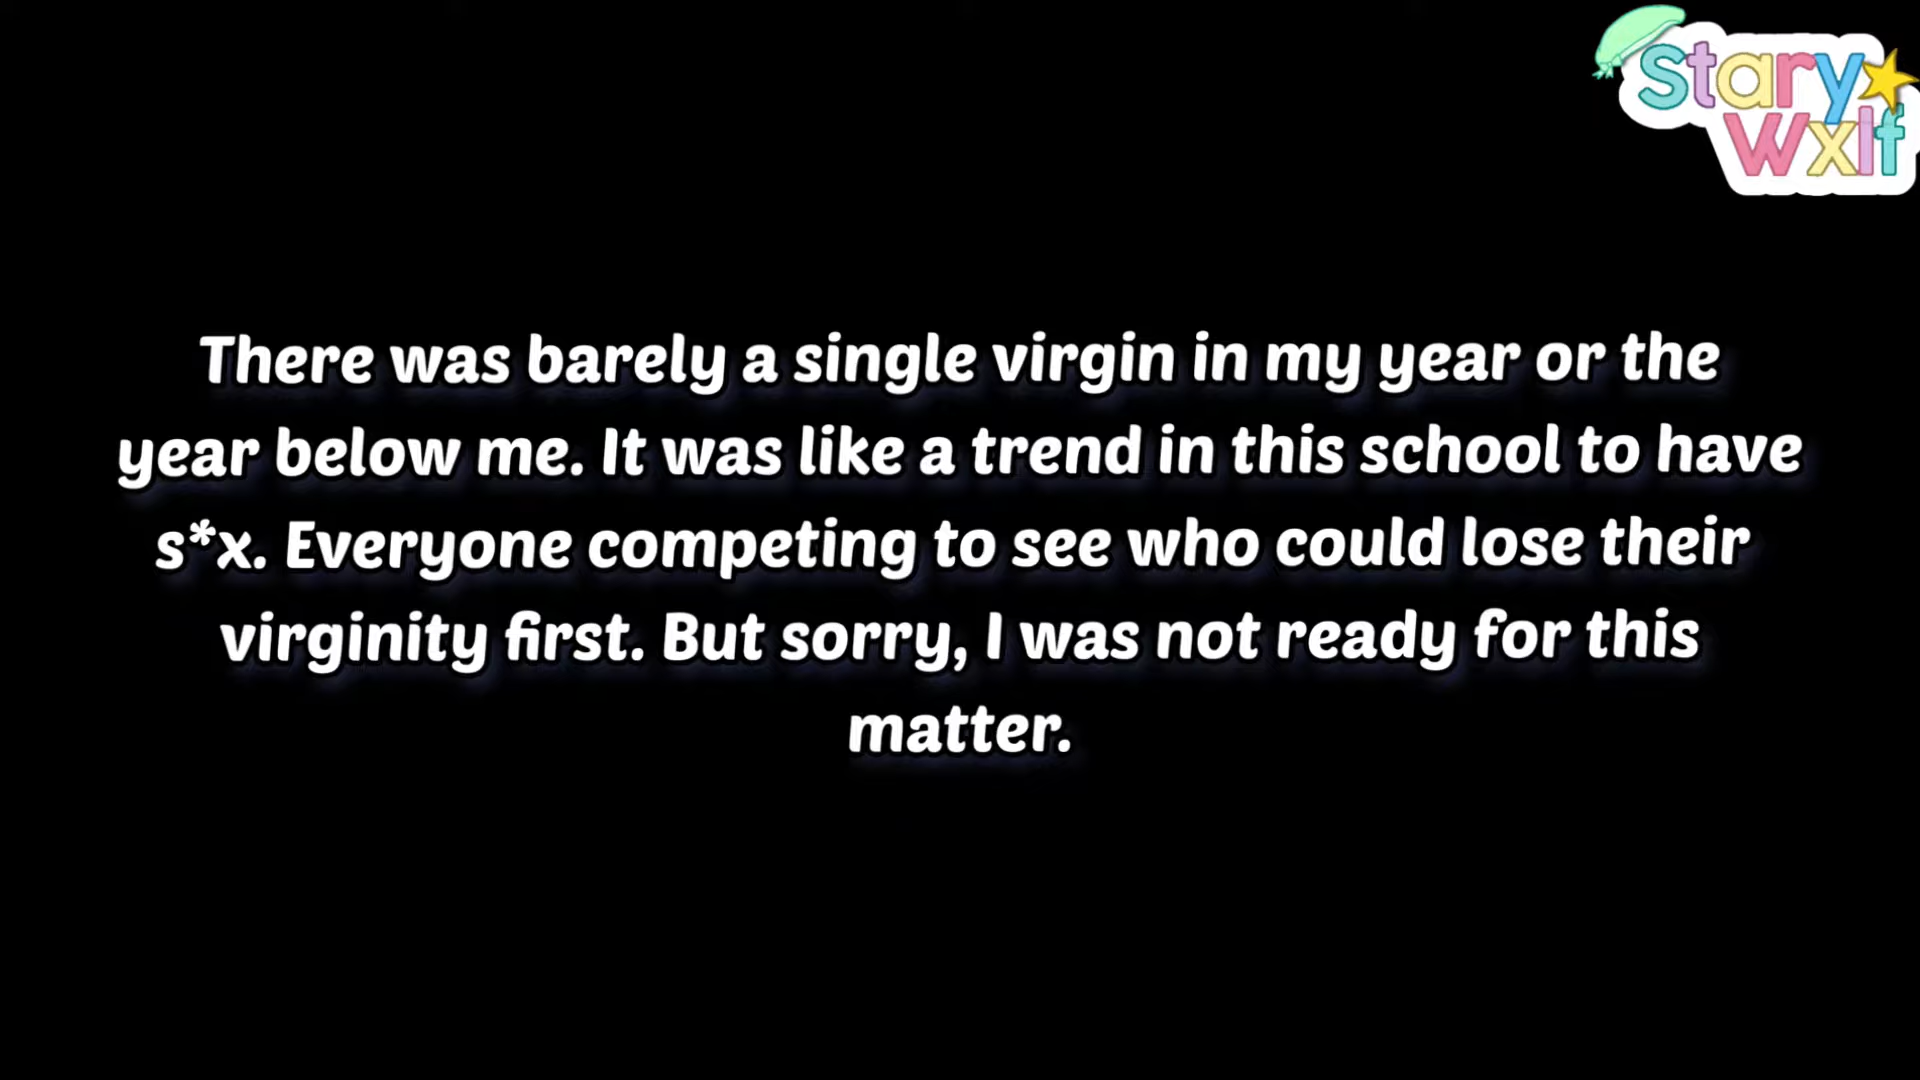 Stary
Wxlf
There was barely a single virgin in my year or the
year below me. It was like a trend in this school to have
s*x. Everyone competing to see who could lose their
virginity first. But sorry, I was not ready for this
matter.